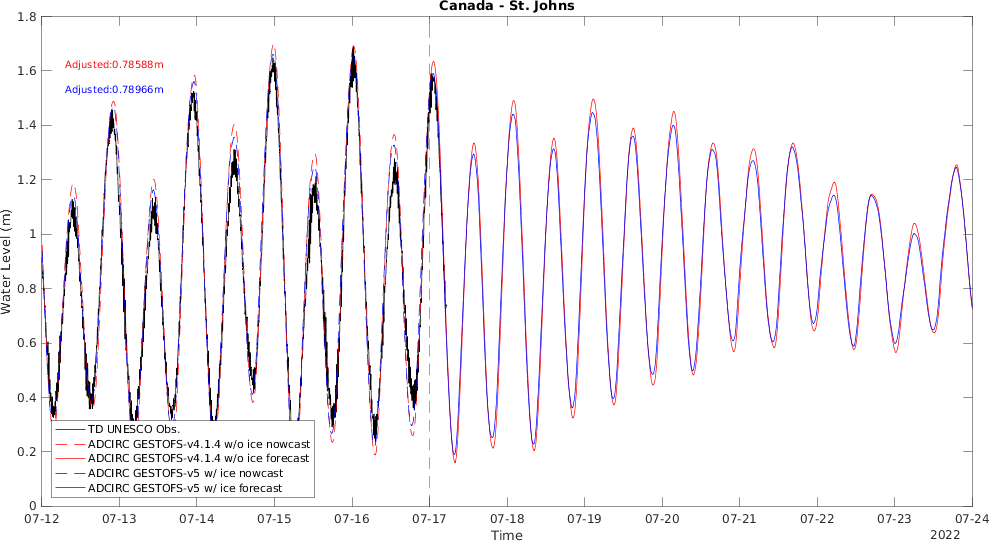 Canada - St. Johns
1.8
1.6
1.4
1.2
1
0.8
0.6
0.4
0.2
0
Water Level (m)
Adjusted:0.78588m
Adjusted:0.78966m
TD UNESCO Obs.
ADCIRC GESTOFS-v4.1.4 w/o ice nowcast
ADCIRC GESTOFS-v4.1.4 w/o ice forecast
ADCIRC GESTOFS-v5 w/ ice nowcast
ADCIRC GESTOFS-v5 w/ ice forecast
07-12 07-13 07-14 07-15 07-16 07-17 07-18 07-19 07-20 07-21 07-22 07-23 07-24
Time
2022